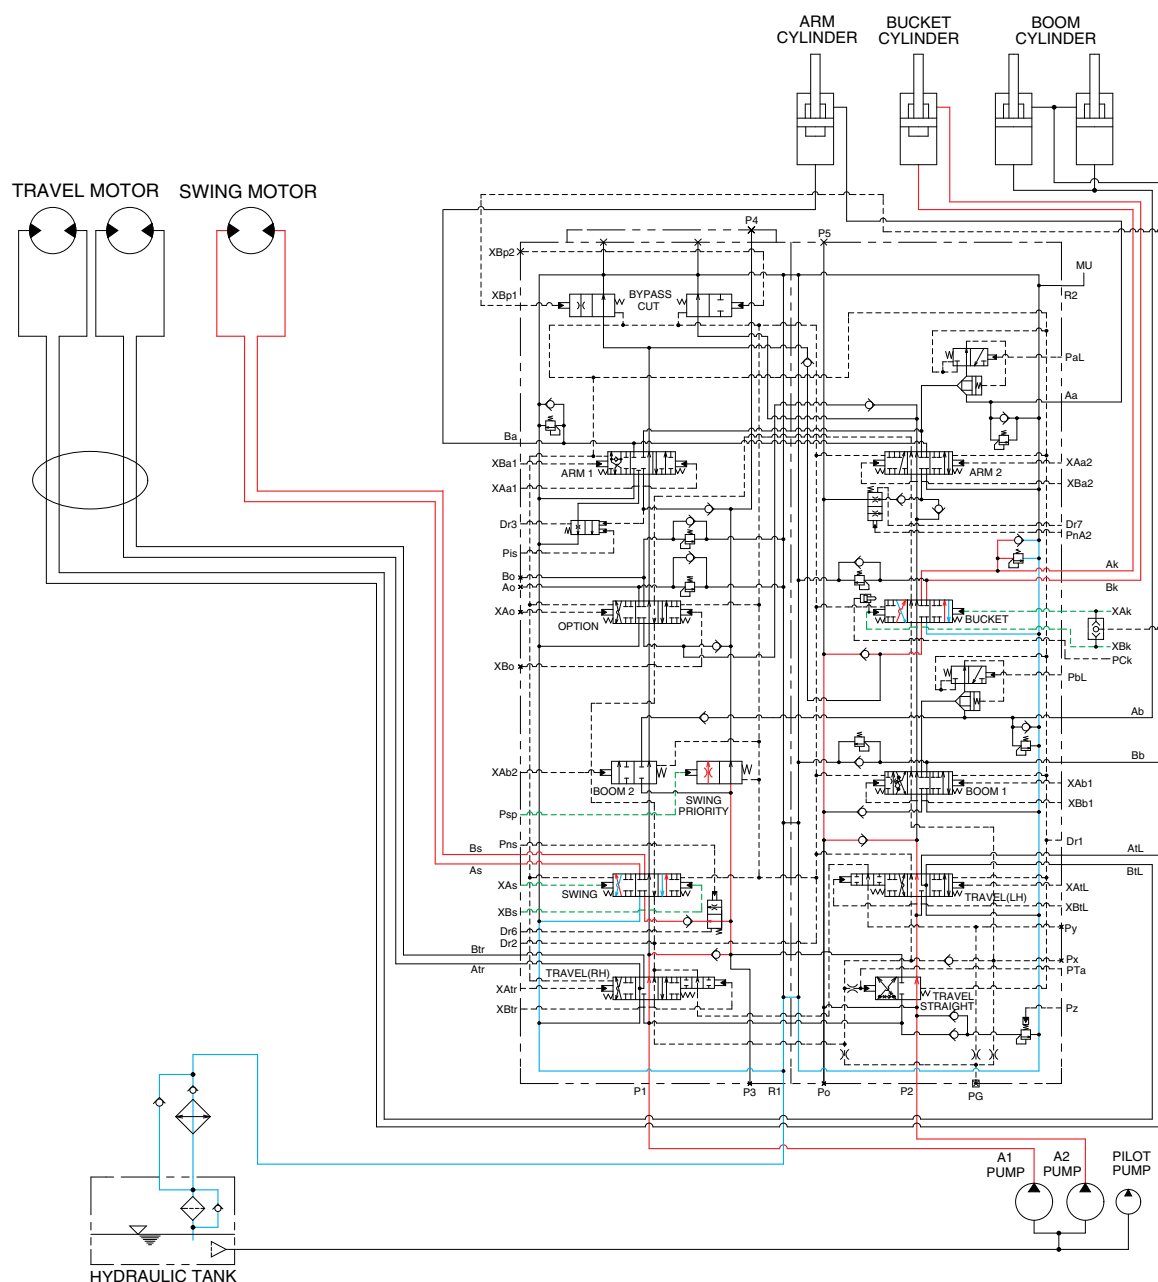 ARM
CYLINDER
BUCKET
CYLINDER
BOOM
CYLINDER
TRAVEL MOTOR
SWING MOTOR
P4
P5
XBp2
MU
XBp1
BYPASS
CUT
R2
PaL
Aa
Ba
XBa1
ARM 1
ARM 2
XAa2
XAa1
XBa2
Dr3
Dr7
PnA2
Pis
Ak
Bo
Ao
Bk
XAo
OPTION
BUCKET
XAk
XBk
XBo
PCk
PbL
Ab
Bb
XAb2
BOOM 2
SWING
PRIORITY
BOOM 1
XAb1
XBb1
Psp
Pns
Dr1
Bs
AtL
As
BtL
XAs
SWING
TRAVEL(LH)
XAtL
XBs
XBtL
Dr6
Py
Dr2
Btr
Px
Atr
TRAVEL(RH)
PTa
XAtr
TRAVEL
STRAIGHT
XBtr
Pz
P1
P3
R1
Po
P2
PG
A1
PUMP
A2
PUMP
PILOT
PUMP
HYDRAULIC TANK